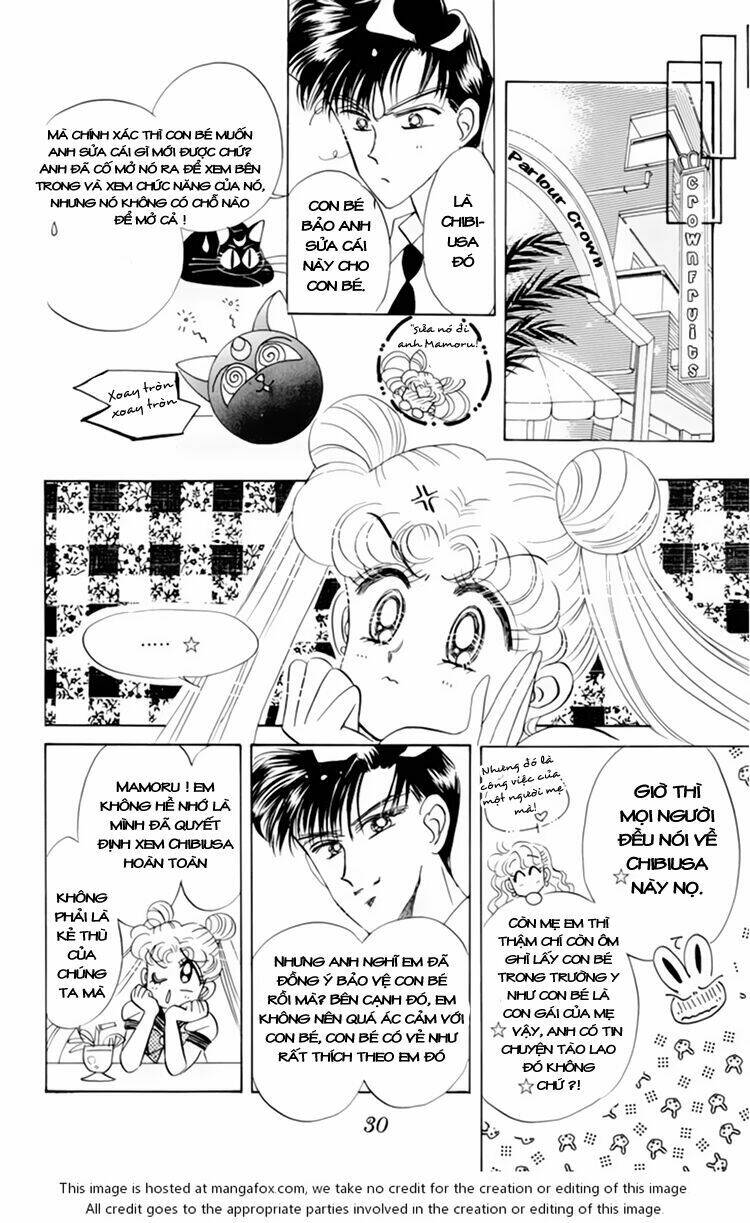 Parlour Crown
CROWN FRUITS
LÀ
CHIBI-
USA
ĐÓ
CON BÉ
BẢO ANH
SỬA CÁI
NÀY CHO
CON BÉ.
MÀ CHÍNH XÁC THÌ CON BÉ MUỐN
ANH SỬA CÁI GÌ MỚI ĐƯỢC CHỨ?
ANH ĐÃ CỐ MỞ NÓ RA ĐỂ XEM BÊN
TRONG VÀ XEM CHỨC NĂNG CỦA NÓ,
NHƯNG NÓ KHÔNG CÓ CHỖ NÀO
ĐỂ MỞ CẢ !
"Sửa nó đi
anh Mamoru!
Xoay tròn
xoay tròn
..... ☆
GIỜ THÌ
MỌI NGƯỜI
ĐỀU NÓI VỀ
CHIBIUSA
☆ NÀY NỌ.
Nhưng đó là
công việc của
một người mẹ
mà!
CÒN MẸ EM THÌ
THẬM CHÍ CÒN ÔM
GHÌ LẤY CON BÉ
TRONG TRƯỜNG Y
NHƯ CON BÉ LÀ
CON GÁI CỦA MẸ
☆ VẬY, ANH CÓ TIN
CHUYỆN TÀO LAO
ĐÓ KHÔNG
☆ CHỨ ?!
NHƯNG ANH NGHĨ EM ĐÃ
ĐỒNG Ý BẢO VỆ CON BÉ
RỒI MÀ? BÊN CẠNH ĐÓ, EM
KHÔNG NÊN QUÁ ÁC CẢM VỚI
CON BÉ, CON BÉ CÓ VẺ NHƯ
RẤT THÍCH THEO EM ĐÓ
MAMORU ! EM
KHÔNG HỀ NHỚ LÀ
MÌNH ĐÃ QUYẾT
ĐỊNH XEM CHIBIUSA
HOÀN TOÀN
KHÔNG
PHẢI LÀ
KẺ THÙ
CỦA
CHÚNG
TA MÀ
30
This image is hosted at mangafox.com, we take no credit for the creation or editing of this image
All credit goes to the appropriate parties involved in the creation or editing of this image.